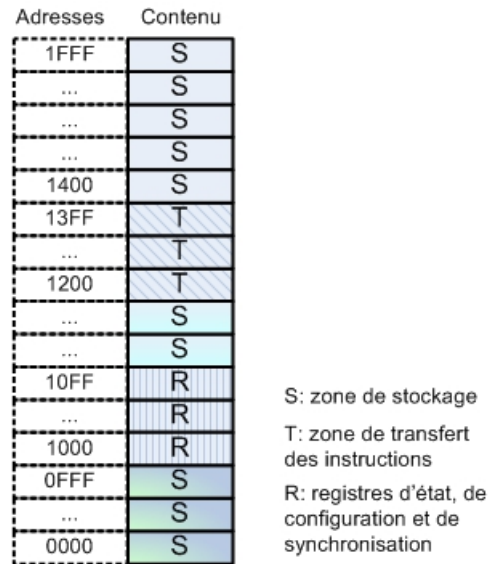 Adresses Contenu
1FFF S
... S
... S
... S
1400 S
13FF T
... T
1200 T
... S
... S
10FF R
... R
1000 R
0FFF S
... S
0000 S
S: zone de stockage
T: zone de transfert
des instructions
R: registres d'état, de
configuration et de
synchronisation